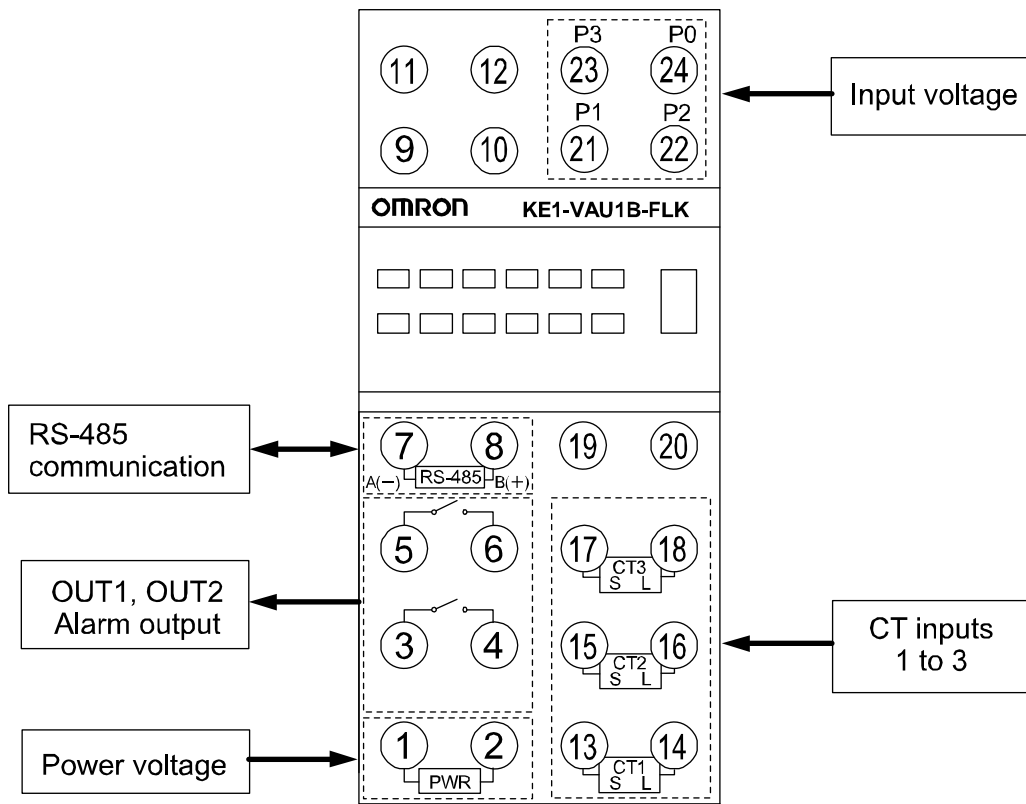 P3 P0
11 12 23 24
Input voltage
P1 P2
9 10 21 22
OMRON KE1-VAU1B-FLK
RS-485
communication
7 8 19 20
A(−) RS-485 B(+)
5 6 17 18
CT3
S L
OUT1, OUT2
Alarm output
3 4 15 16
CT2
S L
CT inputs
1 to 3
Power voltage
1 2 13 14
PWR CT1
S L